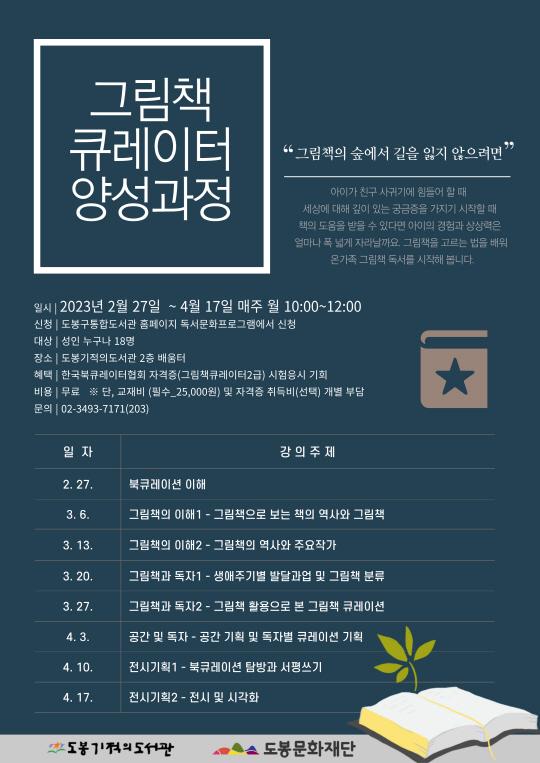 그림책
큐레이터
양성과정
“그림책의 숲에서 길을 잃지 않으려면”
아이가 친구 사귀기에 힘들어 할 때
세상에 대해 깊이 있는 궁금증을 가지기 시작할 때
책의 도움을 받을 수 있다면 아이의 경험과 상상력은
얼마나 폭 넓게 자라날까요. 그림책을 고르는 법을 배워
온가족 그림책 독서를 시작해 봅니다.
일시 | 2023년 2월 27일 ~ 4월 17일 매주 월 10:00~12:00
신청 | 도봉구통합도서관 홈페이지 독서문화프로그램에서 신청
대상 | 성인 누구나 18명
장소 | 도봉기적의도서관 2층 배움터
혜택 | 한국북큐레이터협회 자격증(그림책큐레이터2급) 시험응시 기회
비용 | 무료 ※ 단, 교재비 (필수_25,000원) 및 자격증 취득비(선택) 개별 부담
문의 | 02-3493-7171(203)
일 자 강 의 주 제
2. 27. 북큐레이션 이해
3. 6. 그림책의 이해1 - 그림책으로 보는 책의 역사와 그림책
3. 13. 그림책의 이해2 - 그림책의 역사와 주요작가
3. 20. 그림책과 독자1 - 생애주기별 발달과업 및 그림책 분류
3. 27. 그림책과 독자2 - 그림책 활용으로 본 그림책 큐레이션
4. 3. 공간 및 독자 - 공간 기획 및 독자별 큐레이션 기획
4. 10. 전시기획1 - 북큐레이션 탐방과 서평쓰기
4. 17. 전시기획2 - 전시 및 시각화
도봉기적의도서관 도봉문화재단